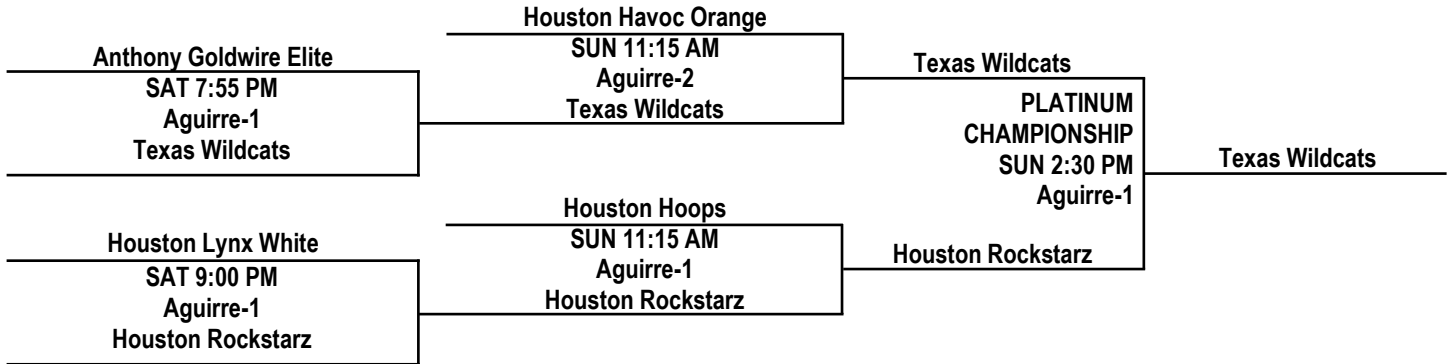 Houston Havoc Orange
Anthony Goldwire Elite
SUN 11:15 AM
Texas Wildcats
SAT 7:55 PM
Aguirre-2
PLATINUM
Aguirre-1
Texas Wildcats
CHAMPIONSHIP
Texas Wildcats
SUN 2:30 PM
Texas Wildcats
Aguirre-1
Houston Hoops
Houston Lynx White
SUN 11:15 AM
Houston Rockstarz
SAT 9:00 PM
Aguirre-1
Aguirre-1
Houston Rockstarz
Houston Rockstarz